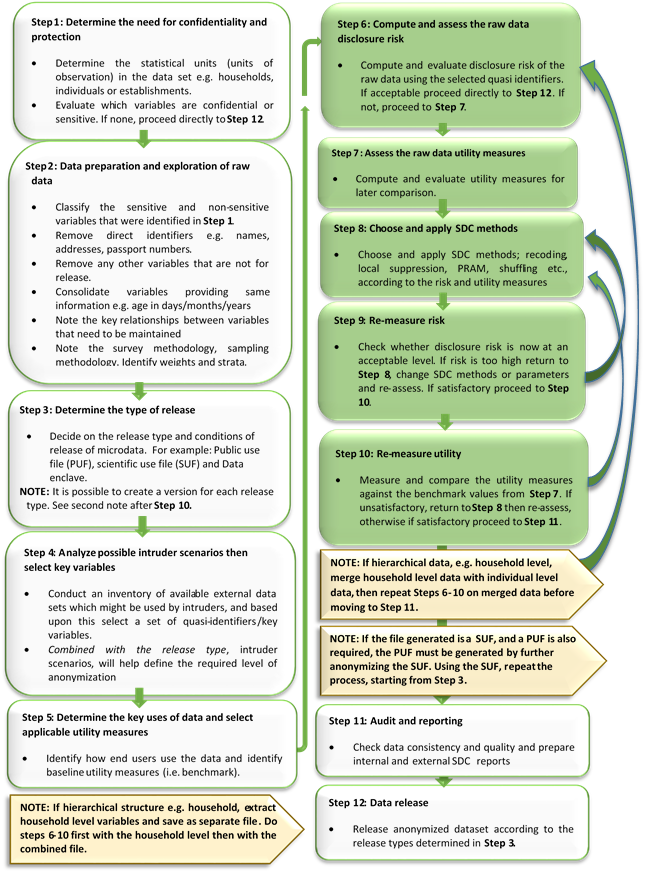 Step 1: Determine the need for confidentiality and
protection
• Determine the statistical units (units of
observation) in the data set e.g. households,
individuals or establishments.
• Evaluate which variables are confidential or
sensitive. If none, proceed directly to Step 12.
Step 2: Data preparation and exploration of raw
data
• Classify the sensitive and non-sensitive
variables that were identified in Step 1.
• Remove direct identifiers e.g. names,
addresses, passport numbers.
• Remove any other variables that are not for
release.
• Consolidate variables providing same
information e.g. age in days/months/years
• Note the key relationships between variables
that need to be maintained
• Note the survey methodology, sampling
methodology. Identify weights and strata.
Step 3: Determine the type of release
• Decide on the release type and conditions of
release of microdata. For example: Public use
file (PUF), scientific use file (SUF) and Data
enclave.
NOTE: It is possible to create a version for each release
type. See second note after Step 10.
Step 4: Analyze possible intruder scenarios then
select key variables
• Conduct an inventory of available external data
sets which might be used by intruders, and based
upon this select a set of quasi-identifiers/key
variables.
• Combined with the release type, intruder
scenarios, will help define the required level of
anonymization
Step 5: Determine the key uses of data and select
applicable utility measures
• Identify how end users use the data and identify
baseline utility measures (i.e. benchmark).
NOTE: If hierarchical structure e.g. household, extract
household level variables and save as separate file. Do
steps 6-10 first with the household level then with the
combined file.
Step 6: Compute and assess the raw data
disclosure risk
• Compute and evaluate disclosure risk of the
raw data using the selected quasi identifiers.
If acceptable proceed directly to Step 12. If
not, proceed to Step 7.
Step 7: Assess the raw data utility measures
• Compute and evaluate utility measures for
later comparison.
Step 8: Choose and apply SDC methods
• Choose and apply SDC methods; recoding,
local suppression, PRAM, shuffling etc.,
according to the risk and utility measures
Step 9: Re-measure risk
• Check whether disclosure risk is now at an
acceptable level. If risk is too high return to
Step 8, change SDC methods or parameters
and re-assess. If satisfactory proceed to Step
10.
Step 10: Re-measure utility
• Measure and compare the utility measures
against the benchmark values from Step 7. If
unsatisfactory, return to Step 8 then re-assess,
otherwise if satisfactory proceed to Step 11.
NOTE: If hierarchical data, e.g. household level,
merge household level data with individual level
data, then repeat Steps 6-10 on merged data before
moving to Step 11.
NOTE: If the file generated is a SUF, and a PUF is also
required, the PUF must be generated by further
anonymizing the SUF. Using the SUF, repeat the
process, starting from Step 3.
Step 11: Audit and reporting
• Check data consistency and quality and prepare
internal and external SDC reports
Step 12: Data release
• Release anonymized dataset according to the
release types determined in Step 3.